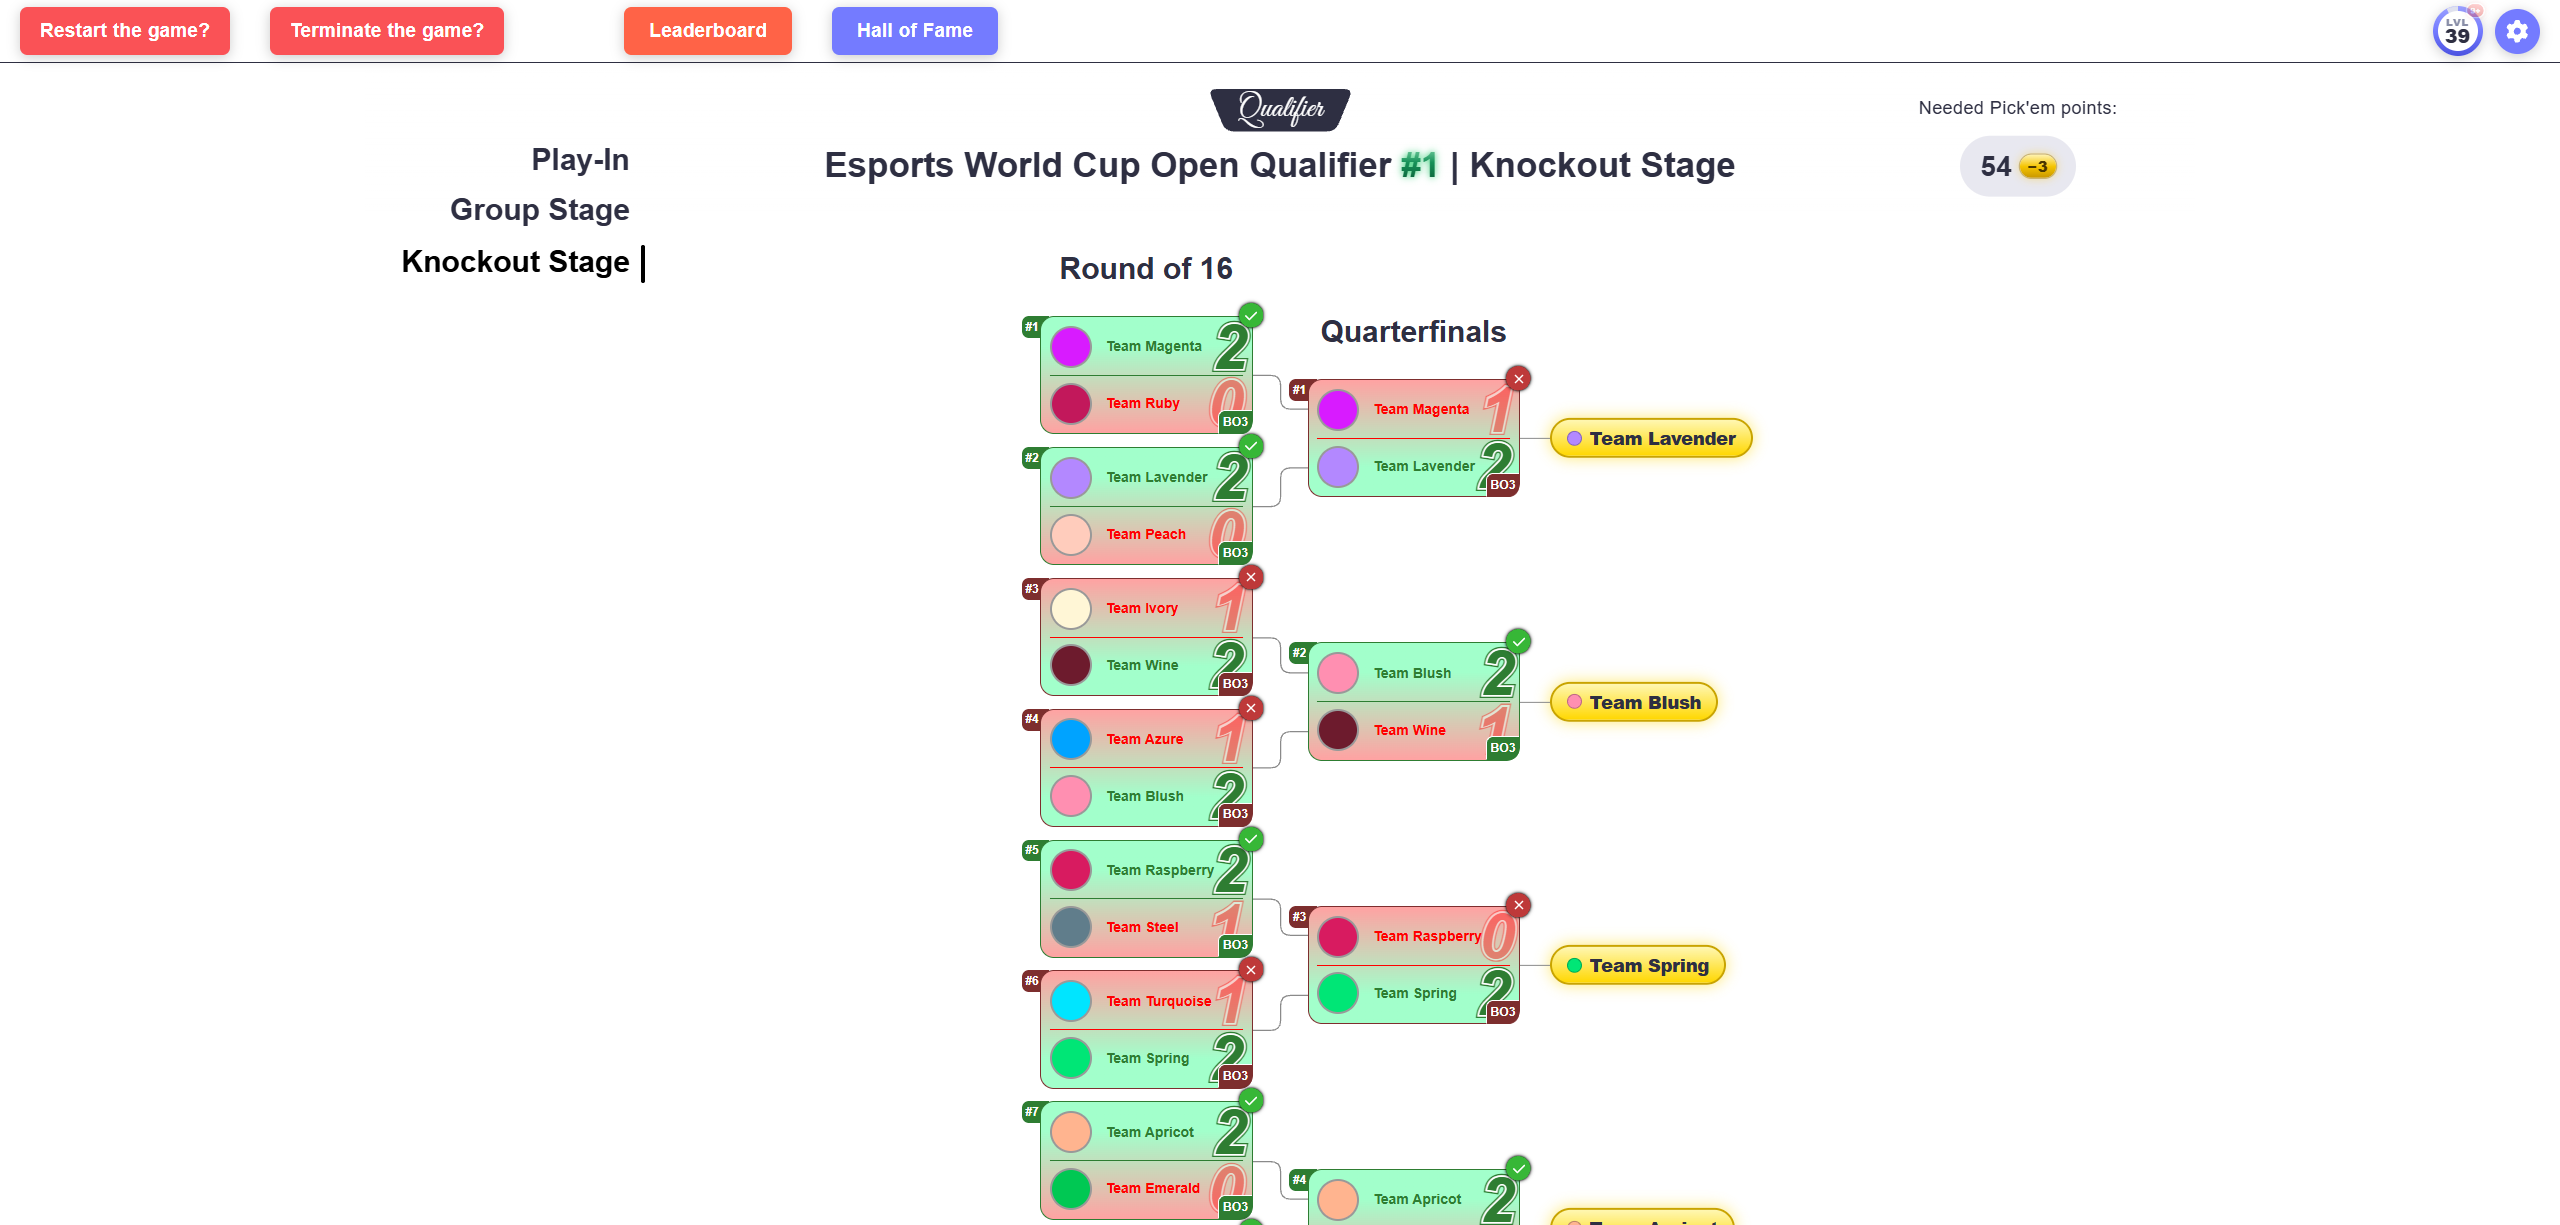 Restart the game?
Terminate the game?
Leaderboard
Hall of Fame
LVL
39
Qualifier
Esports World Cup Open Qualifier #1 | Knockout Stage
Needed Pick'em points:
54 −3
Play-In
Group Stage
Knockout Stage
Round of 16
#1
Team Magenta 2
Team Ruby 0
BO3
#2
Team Lavender 2
Team Peach 0
BO3
#3
Team Ivory 1
Team Wine 2
BO3
#4
Team Azure 1
Team Blush 2
BO3
#5
Team Raspberry 2
Team Steel 1
BO3
#6
Team Turquoise 1
Team Spring 2
BO3
#7
Team Apricot 2
Team Emerald 0
BO3
Quarterfinals
#1
Team Magenta 1
Team Lavender 2
BO3
#2
Team Blush 2
Team Wine 1
BO3
#3
Team Raspberry 0
Team Spring 2
BO3
#4
Team Apricot 2
Team Lavender
Team Blush
Team Spring